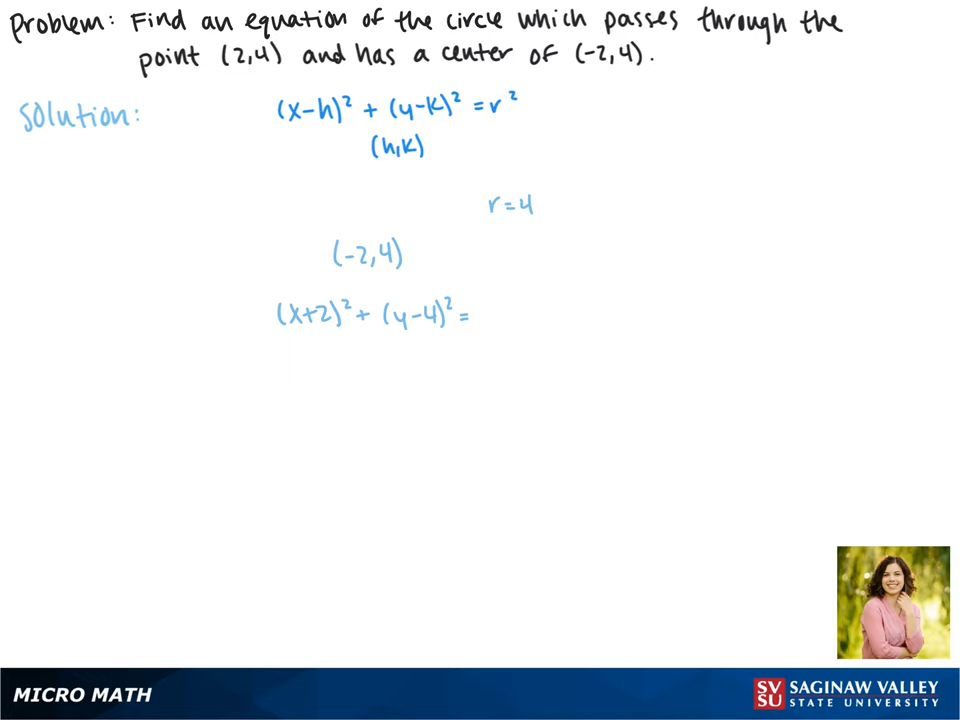 Problem: Find an equation of the circle which passes through the
point (2,4) and has a center of (-2,4).
Solution: (x-h)² + (y-k)² = r²
(h,k)
r=4
(-2,4)
(x+2)² + (y-4)² =
MICRO MATH
SV SU SAGINAW VALLEY STATE UNIVERSITY